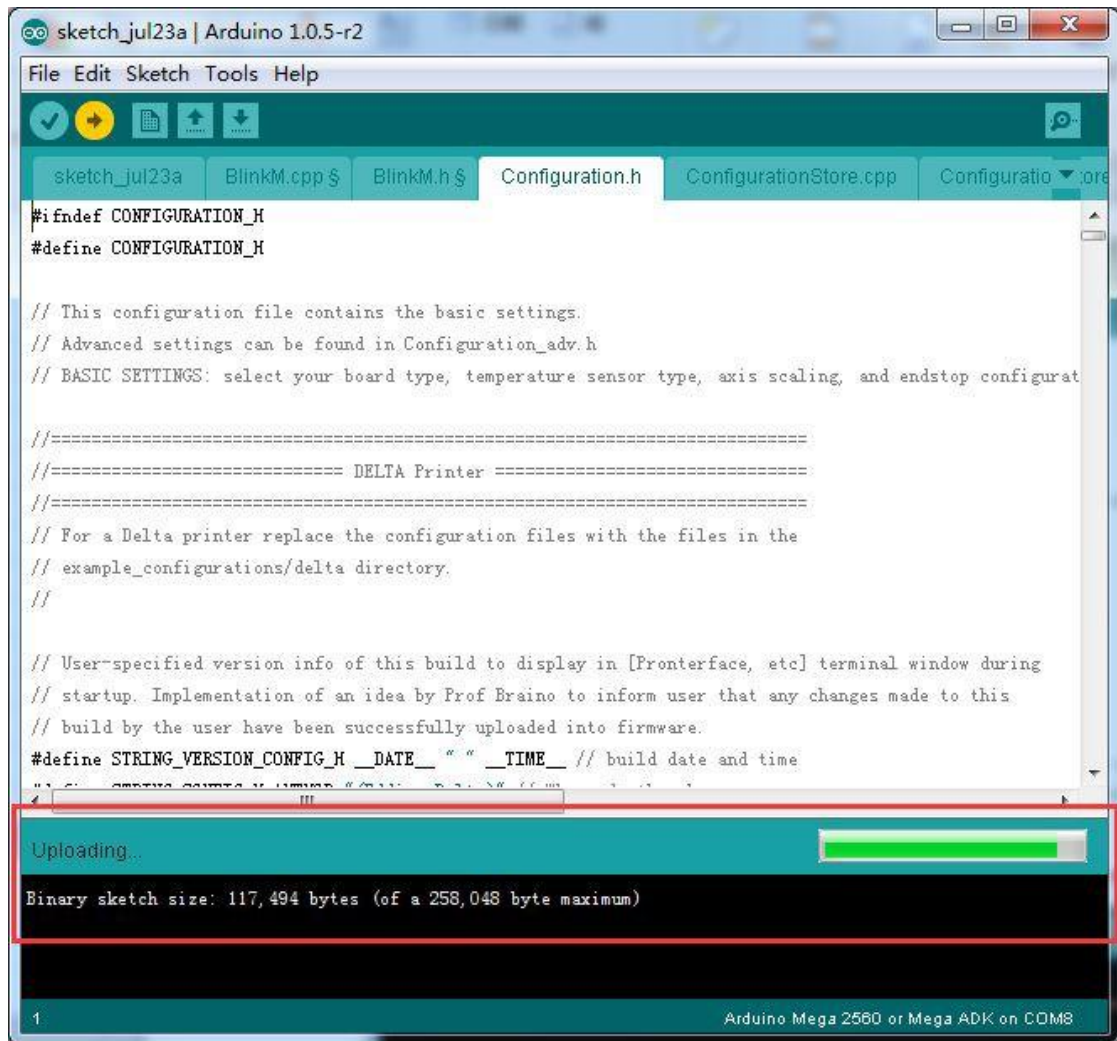 sketch_jul23a | Arduino 1.0.5-r2
File Edit Sketch Tools Help
sketch_jul23a BlinkM.cpp § BlinkM.h § Configuration.h ConfigurationStore.cpp Configuratio
#ifndef CONFIGURATION_H
#define CONFIGURATION_H
// This configuration file contains the basic settings.
// Advanced settings can be found in Configuration_adv.h
// BASIC SETTINGS: select your board type, temperature sensor type, axis scaling, and endstop configurat
//===========================================================================
//============================= DELTA Printer ===============================
//===========================================================================
// For a Delta printer replace the configuration files with the files in the
// example_configurations/delta directory.
//
// User-specified version info of this build to display in [Pronterface, etc] terminal window during
// startup. Implementation of an idea by Prof Braino to inform user that any changes made to this
// build by the user have been successfully uploaded into firmware.
#define STRING_VERSION_CONFIG_H __DATE__ " " __TIME__ // build date and time
Uploading...
Binary sketch size: 117,494 bytes (of a 258,048 byte maximum)
1 Arduino Mega 2560 or Mega ADK on COM8